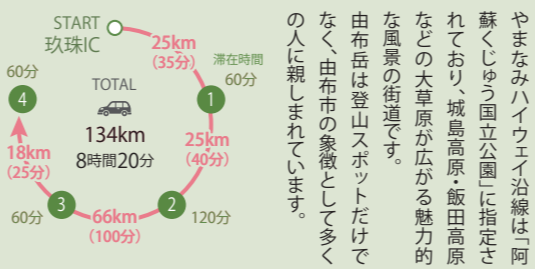 START
玖珠IC
25km
(35分)
滞在時間
60分
1
25km
(40分)
2
120分
66km
(100分)
3
60分
18km
(25分)
4
60分
TOTAL
134km
8時間20分
やまなみハイウェイ沿線は「阿
蘇くじゅう国立公園」に指定さ
れており、城島高原・飯田高原
などの大草原が広がる魅力的
な風景の街道です。
由布岳は登山スポットだけで
なく、由布市の象徴として多く
の人に親しまれています。